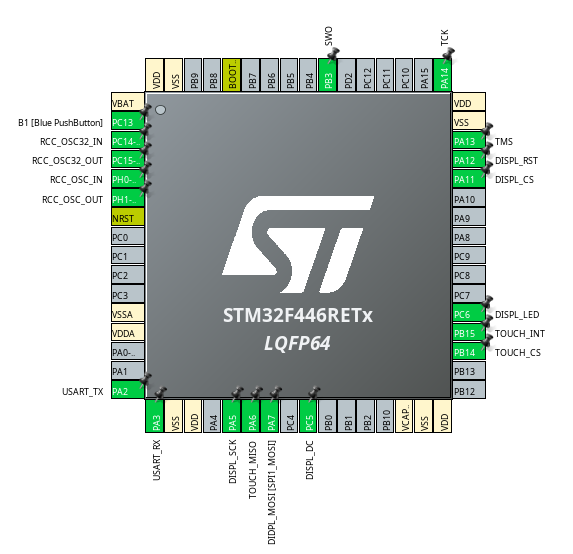 SWO
TCK
VDD
VSS
PB9
PB8
BOOT..
PB7
PB6
PB5
PB4
PB3
PD2
PC12
PC11
PC10
PA15
PA14
VBAT
B1 [Blue PushButton] PC13
RCC_OSC32_IN PC14-..
RCC_OSC32_OUT PC15-..
RCC_OSC_IN PH0-..
RCC_OSC_OUT PH1-..
NRST
PC0
PC1
PC2
PC3
VSSA
VDDA
PA0-..
PA1
USART_TX PA2
STM32F446RETx
LQFP64
VDD
VSS
PA13 TMS
PA12 DISPL_RST
PA11 DISPL_CS
PA10
PA9
PA8
PC9
PC8
PC7
PC6 DISPL_LED
PB15 TOUCH_INT
PB14 TOUCH_CS
PB13
PB12
PA3
VSS
VDD
PA4
PA5
PA6
PA7
PC4
PC5
PB0
PB1
PB2
PB10
VCAP..
VSS
VDD
USART_RX
DISPL_SCK
TOUCH_MISO
DIDPL_MOSI [SPI1_MOSI]
DISPL_DC